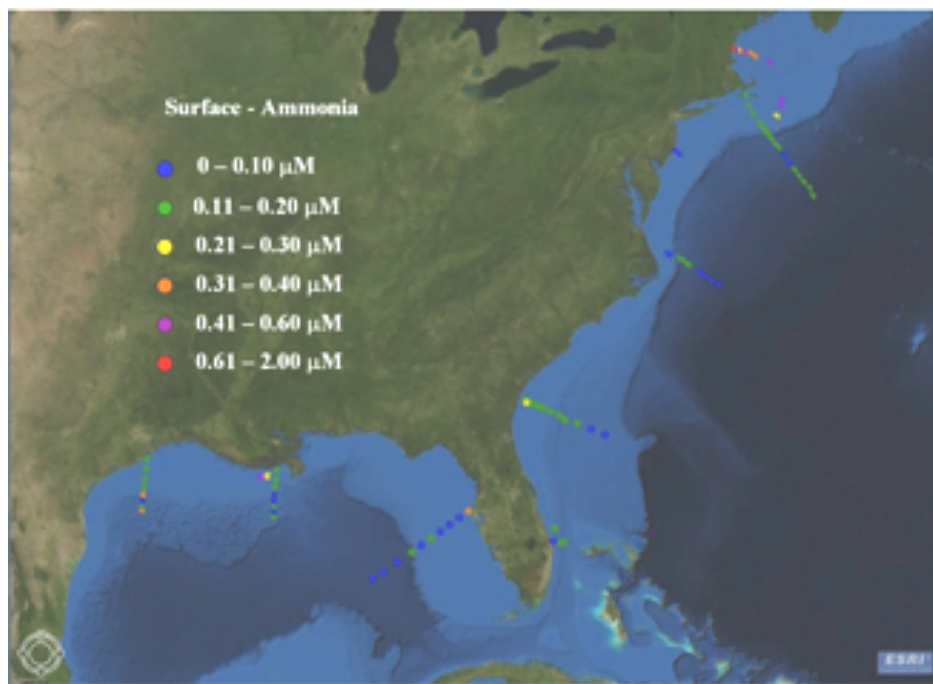 Surface - Ammonia
0 – 0.10 µM
0.11 – 0.20 µM
0.21 – 0.30 µM
0.31 – 0.40 µM
0.41 – 0.60 µM
0.61 – 2.00 µM
ESRI